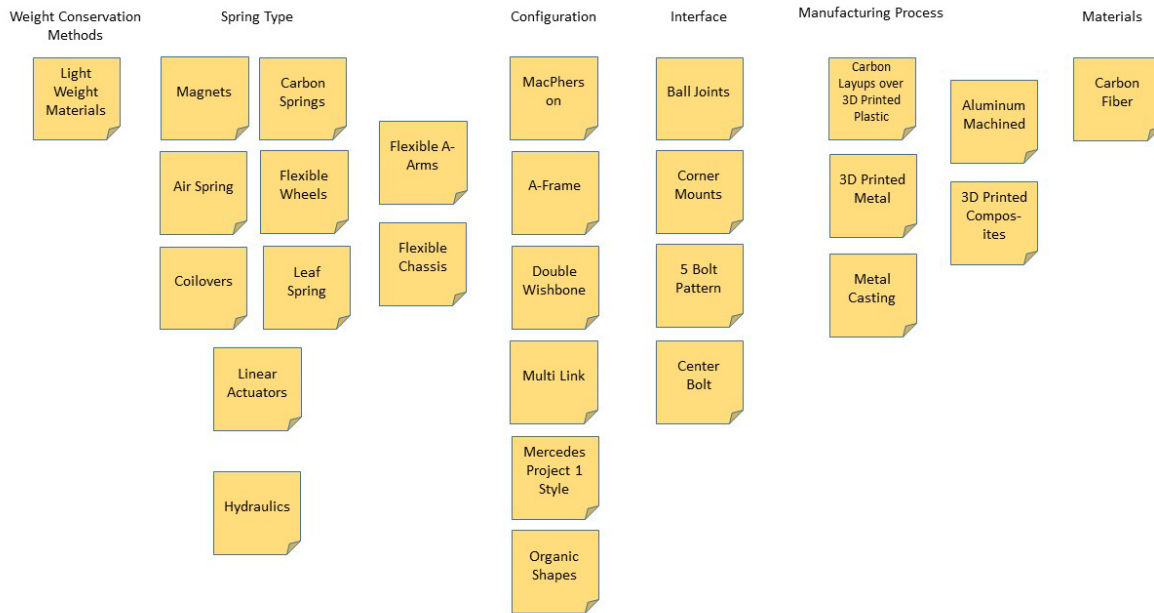 Weight Conservation
Methods
Light
Weight
Materials
Spring Type
Magnets
Carbon
Springs
Air Spring
Flexible
Wheels
Coilovers
Leaf
Spring
Linear
Actuators
Hydraulics
Flexible A-
Arms
Flexible
Chassis
Configuration
MacPhers
on
A-Frame
Double
Wishbone
Multi Link
Mercedes
Project 1
Style
Organic
Shapes
Interface
Ball Joints
Corner
Mounts
5 Bolt
Pattern
Center
Bolt
Manufacturing Process
Carbon
Layups over
3D Printed
Plastic
3D Printed
Metal
Metal
Casting
Aluminum
Machined
3D Printed
Compos-
ites
Materials
Carbon
Fiber